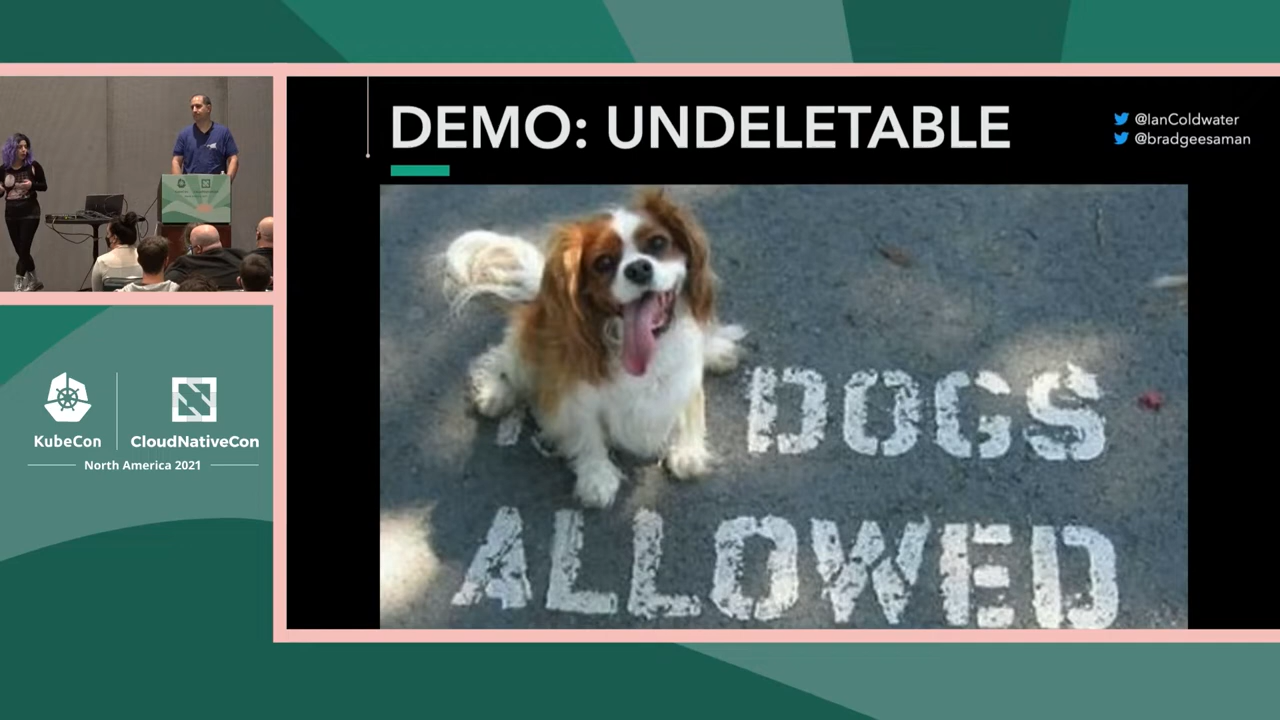 DEMO: UNDELETABLE
@IanColdwater
@bradgeesaman
DOGS
ALLOWED
KubeCon
CloudNativeCon
North America 2021